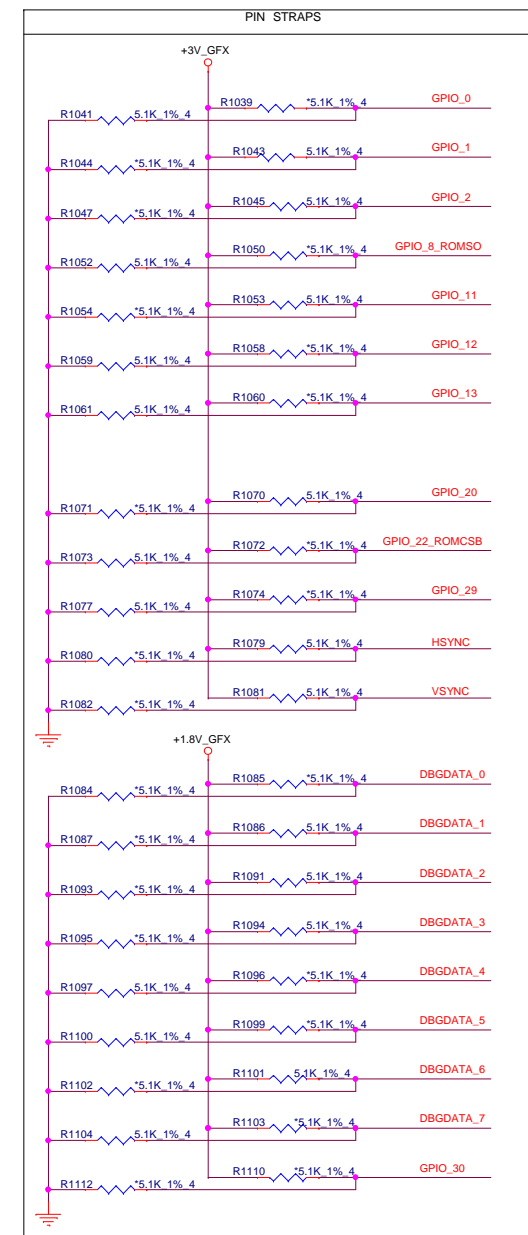 PIN STRAPS
+3V_GFX
R1039 *5.1K_1%_4 GPIO_0
R1041 5.1K_1%_4
R1043 5.1K_1%_4 GPIO_1
R1044 *5.1K_1%_4
R1045 5.1K_1%_4 GPIO_2
R1047 *5.1K_1%_4
R1050 *5.1K_1%_4 GPIO_8_ROMSO
R1052 5.1K_1%_4
R1053 5.1K_1%_4 GPIO_11
R1054 *5.1K_1%_4
R1058 *5.1K_1%_4 GPIO_12
R1059 5.1K_1%_4
R1060 *5.1K_1%_4 GPIO_13
R1061 5.1K_1%_4
R1070 5.1K_1%_4 GPIO_20
R1071 *5.1K_1%_4
R1072 *5.1K_1%_4 GPIO_22_ROMCSB
R1073 5.1K_1%_4
R1074 *5.1K_1%_4 GPIO_29
R1077 5.1K_1%_4
R1079 5.1K_1%_4 HSYNC
R1080 *5.1K_1%_4
R1081 5.1K_1%_4 VSYNC
R1082 *5.1K_1%_4
+1.8V_GFX
R1085 *5.1K_1%_4 DBGDATA_0
R1084 *5.1K_1%_4
R1086 5.1K_1%_4 DBGDATA_1
R1087 *5.1K_1%_4
R1091 5.1K_1%_4 DBGDATA_2
R1093 *5.1K_1%_4
R1094 5.1K_1%_4 DBGDATA_3
R1095 *5.1K_1%_4
R1096 *5.1K_1%_4 DBGDATA_4
R1097 *5.1K_1%_4
R1099 *5.1K_1%_4 DBGDATA_5
R1100 5.1K_1%_4
R1101 5.1K_1%_4 DBGDATA_6
R1102 *5.1K_1%_4
R1103 *5.1K_1%_4 DBGDATA_7
R1104 5.1K_1%_4
R1110 *5.1K_1%_4 GPIO_30
R1112 *5.1K_1%_4